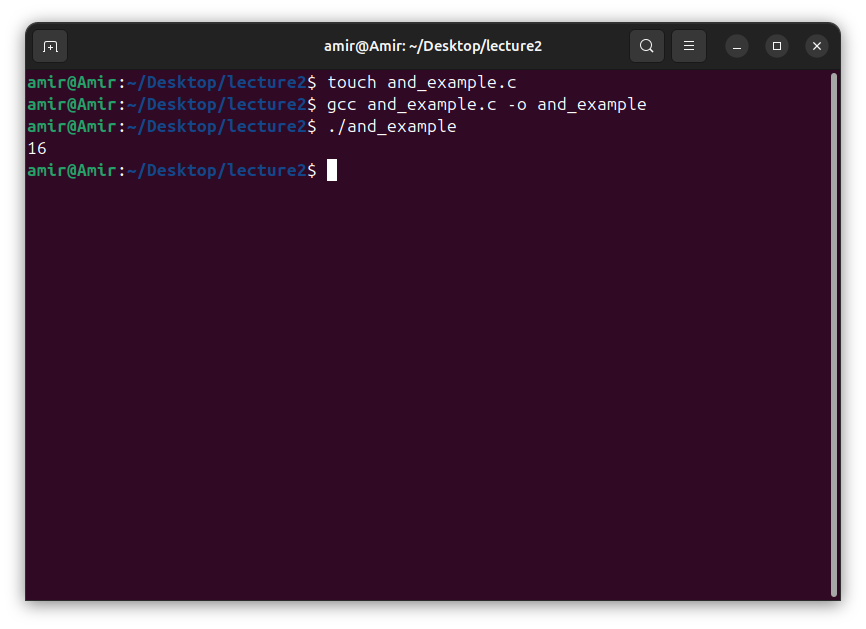 amir@Amir: ~/Desktop/lecture2
amir@Amir:~/Desktop/lecture2$ touch and_example.c
amir@Amir:~/Desktop/lecture2$ gcc and_example.c -o and_example
amir@Amir:~/Desktop/lecture2$ ./and_example
16
amir@Amir:~/Desktop/lecture2$